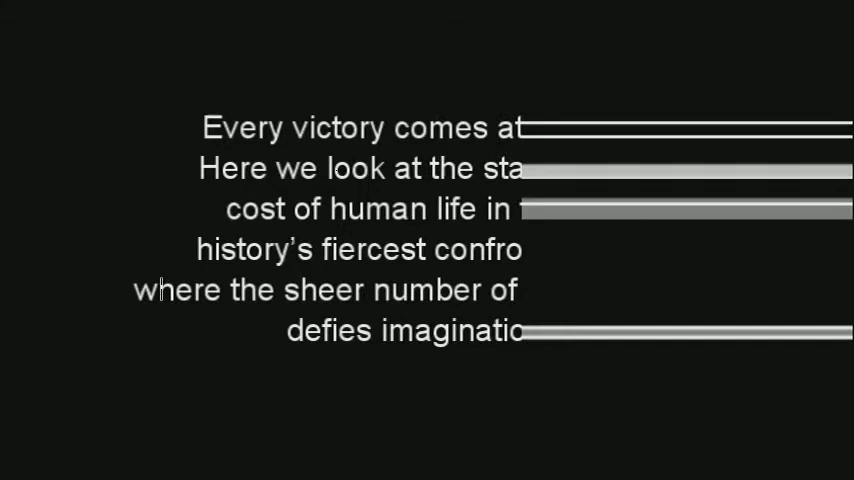 Every victory comes at
Here we look at the sta
cost of human life in
history's fiercest confro
where the sheer number of
defies imaginatio